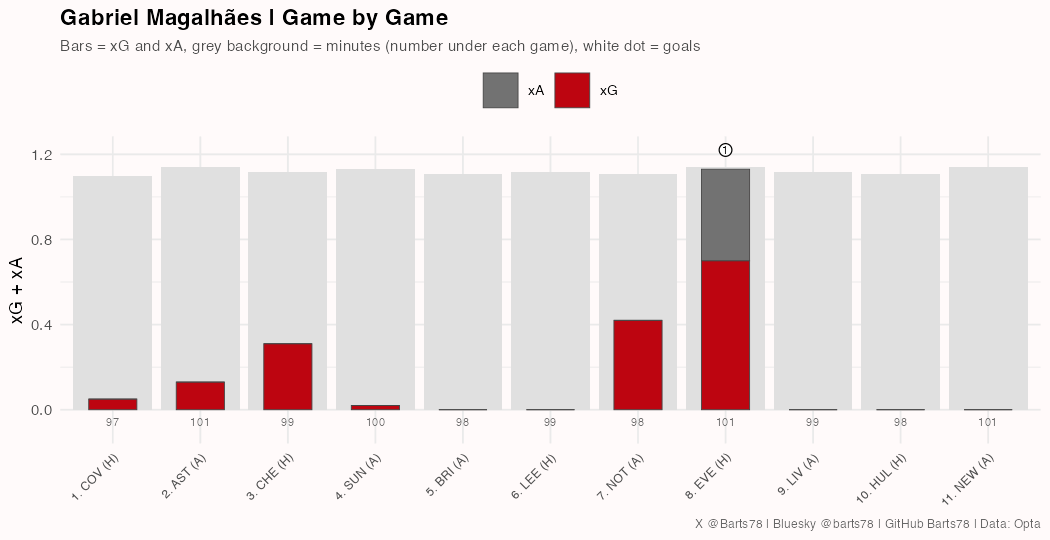 Gabriel Magalhães | Game by Game
Bars = xG and xA, grey background = minutes (number under each game), white dot = goals
xA xG
xG + xA
1.2
0.8
0.4
0.0
1
97 101 99 100 98 99 98 101 99 98 101
1. COV (H) 2. AST (A) 3. CHE (H) 4. SUN (A) 5. BRI (A) 6. LEE (H) 7. NOT (A) 8. EVE (H) 9. LIV (A) 10. HUL (H) 11. NEW (A)
X @Barts78 | Bluesky @barts78 | GitHub Barts78 | Data: Opta